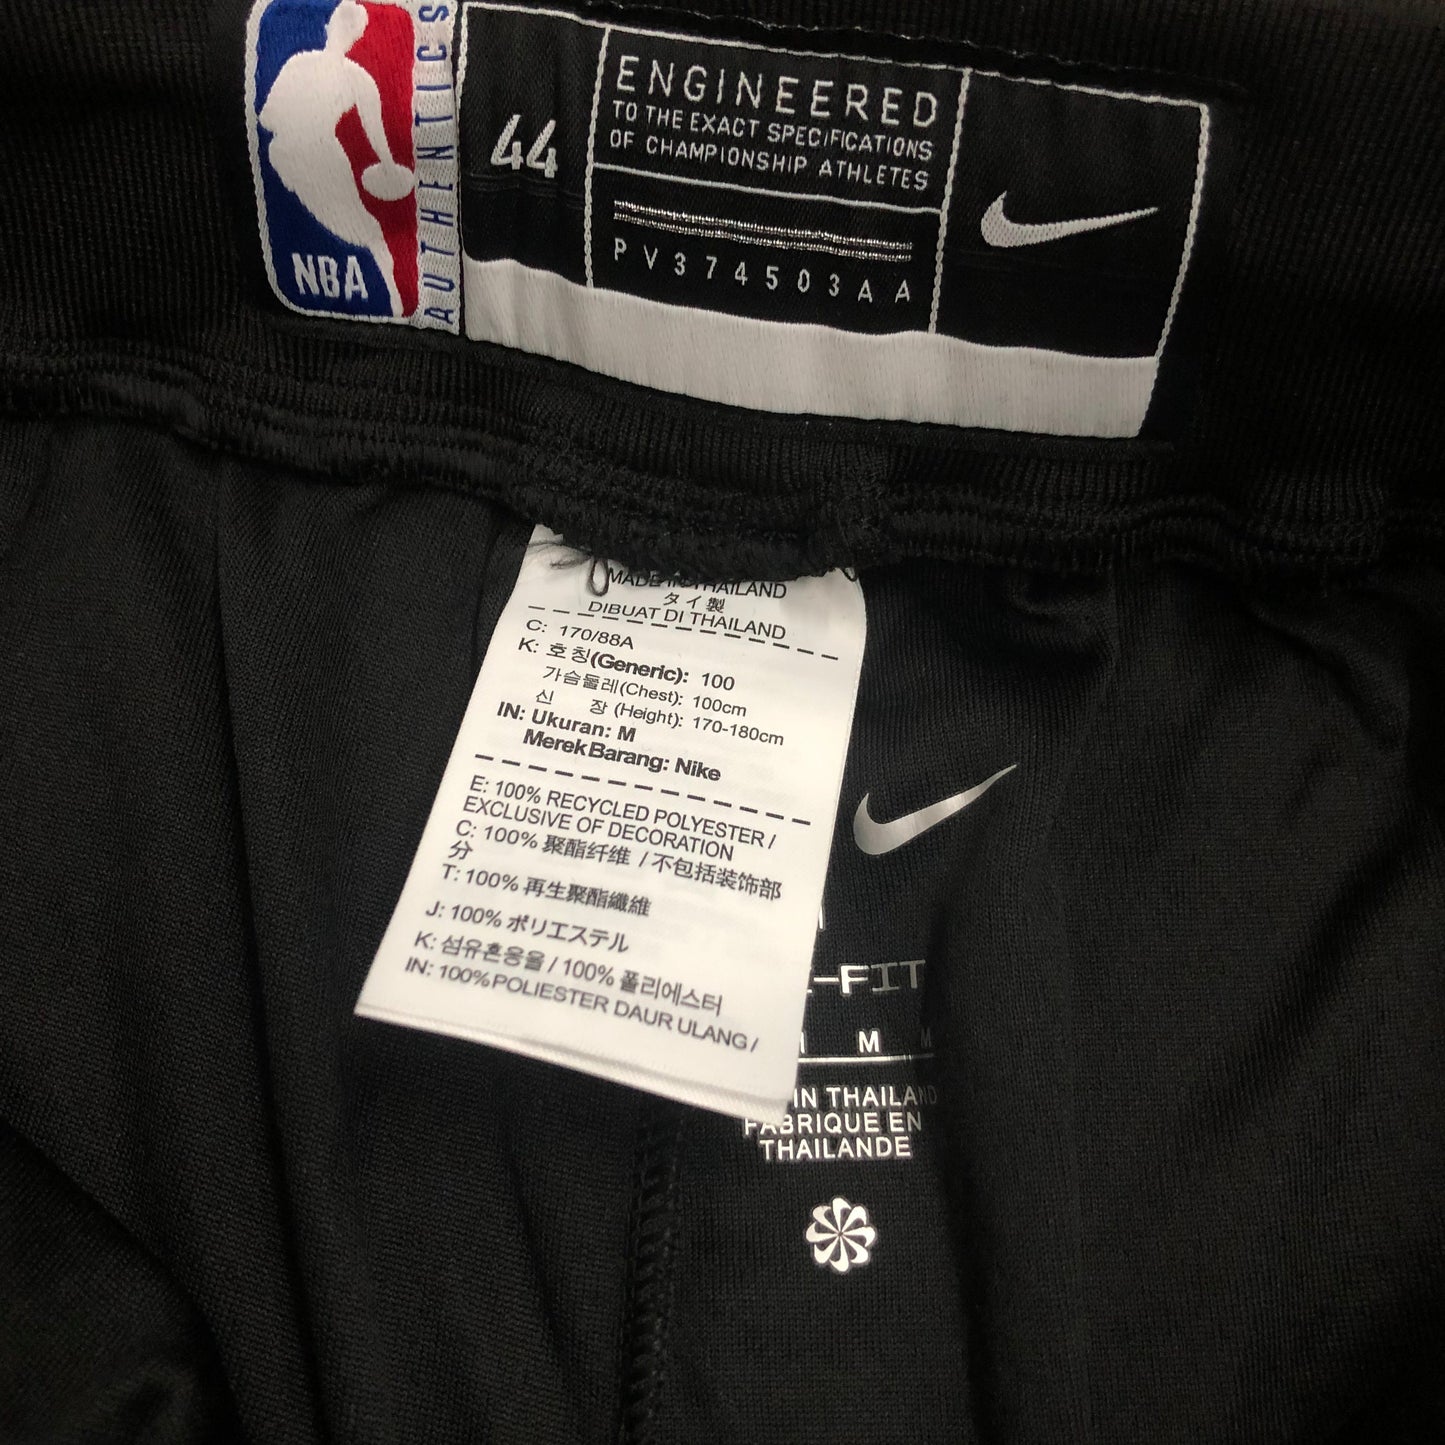 NBA
AUTHENTICS
44
ENGINEERED
TO THE EXACT SPECIFICATIONS
OF CHAMPIONSHIP ATHLETES
PV374503AA
MADE IN THAILAND
タイ製
DIBUAT DI THAILAND
C: 170/88A
K: 호칭(Generic): 100
가슴둘레(Chest): 100cm
신 장 (Height): 170-180cm
IN: Ukuran: M
Merek Barang: Nike
E: 100% RECYCLED POLYESTER /
EXCLUSIVE OF DECORATION
C: 100% 聚酯纤维 / 不包括装饰部
分
T: 100% 再生聚酯纖維
J: 100% ポリエステル
K: 섬유혼용율 / 100% 폴리에스터
IN: 100% POLIESTER DAUR ULANG /
-FIT
M M
IN THAILAND
FABRIQUE EN
THAILANDE